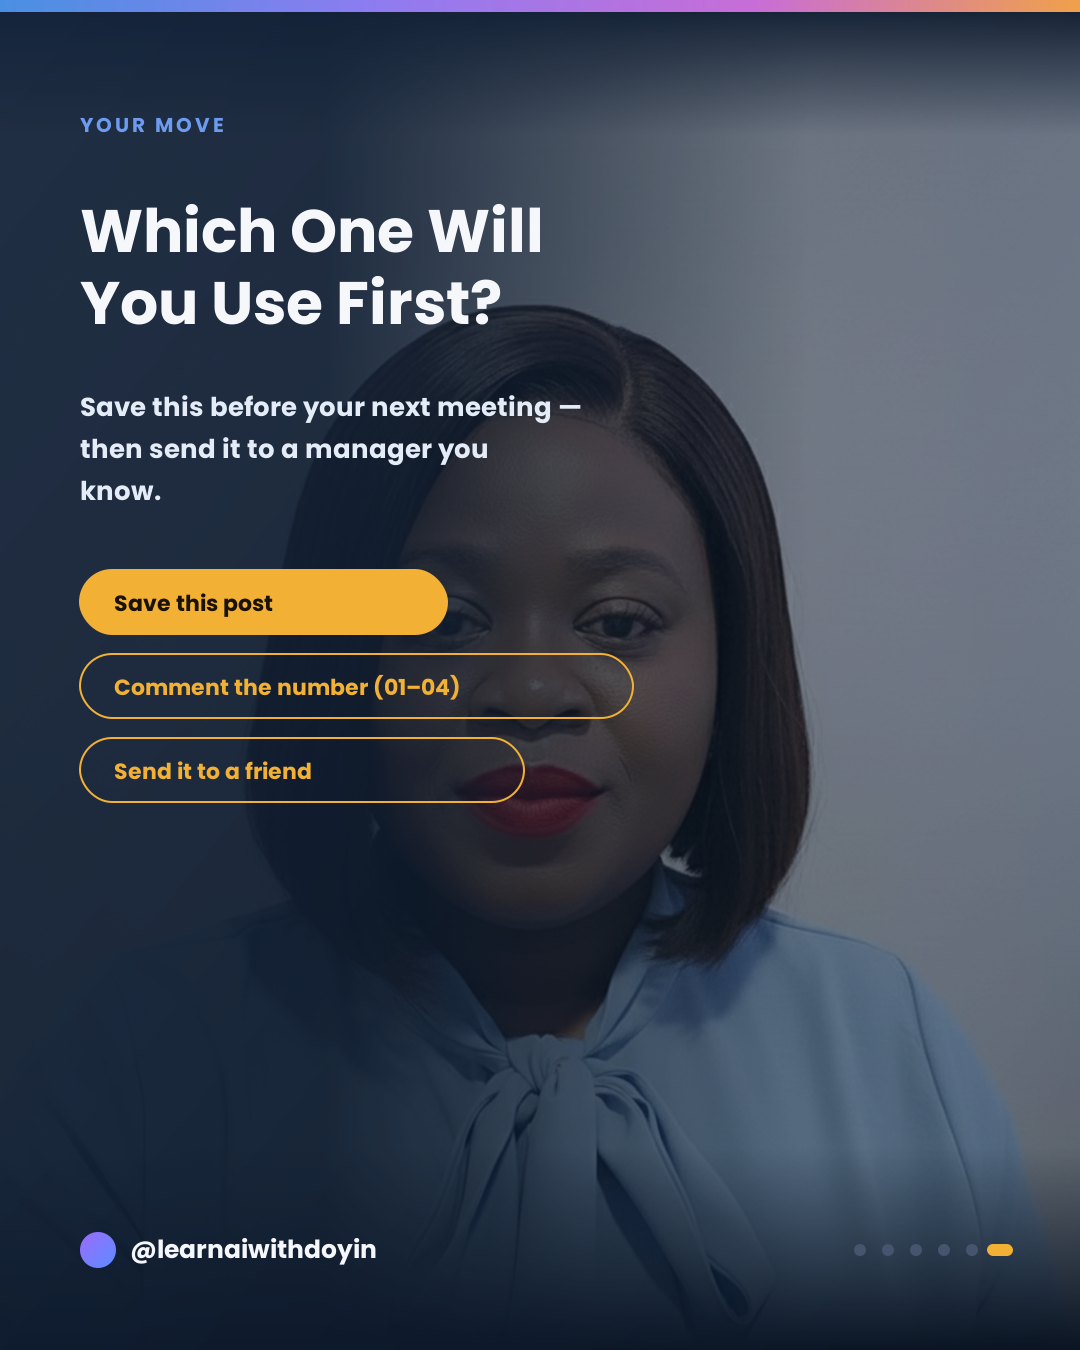 YOUR MOVE
Which One Will
You Use First?
Save this before your next meeting —
then send it to a manager you
know.
Save this post
Comment the number (01–04)
Send it to a friend
@learnaiwithdoyin